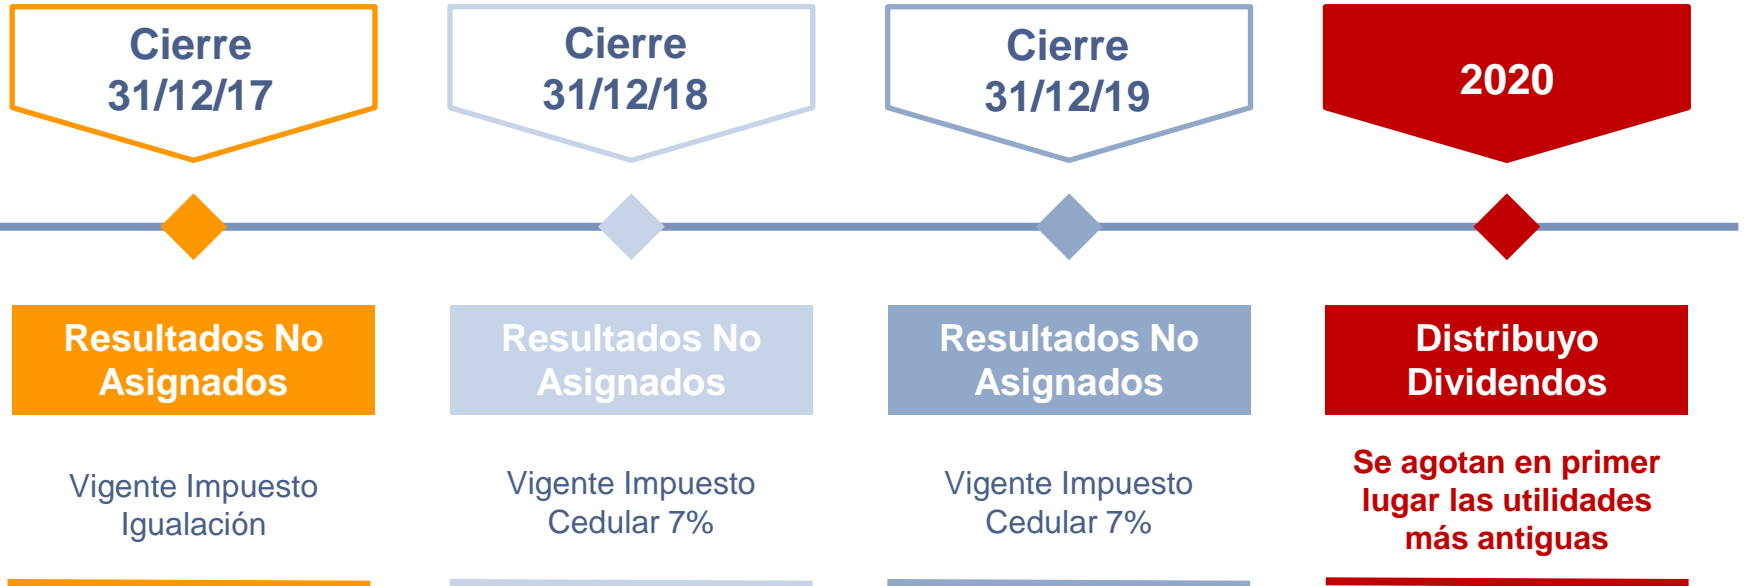 Cierre
31/12/17
Cierre
31/12/18
Cierre
31/12/19
2020
Resultados No
Asignados
Resultados No
Asignados
Resultados No
Asignados
Distribuyo
Dividendos
Vigente Impuesto
Igualación
Vigente Impuesto
Cedular 7%
Vigente Impuesto
Cedular 7%
Se agotan en primer
lugar las utilidades
más antiguas